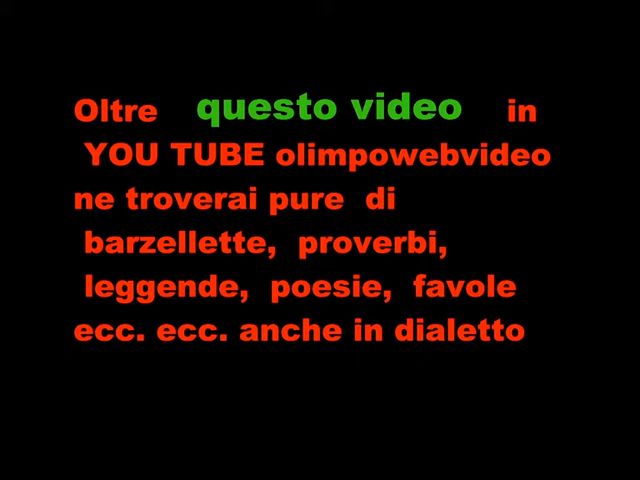 Oltre questo video in
YOU TUBE olimpowebvideo
ne troverai pure di
barzellette, proverbi,
leggende, poesie, favole
ecc. ecc. anche in dialetto